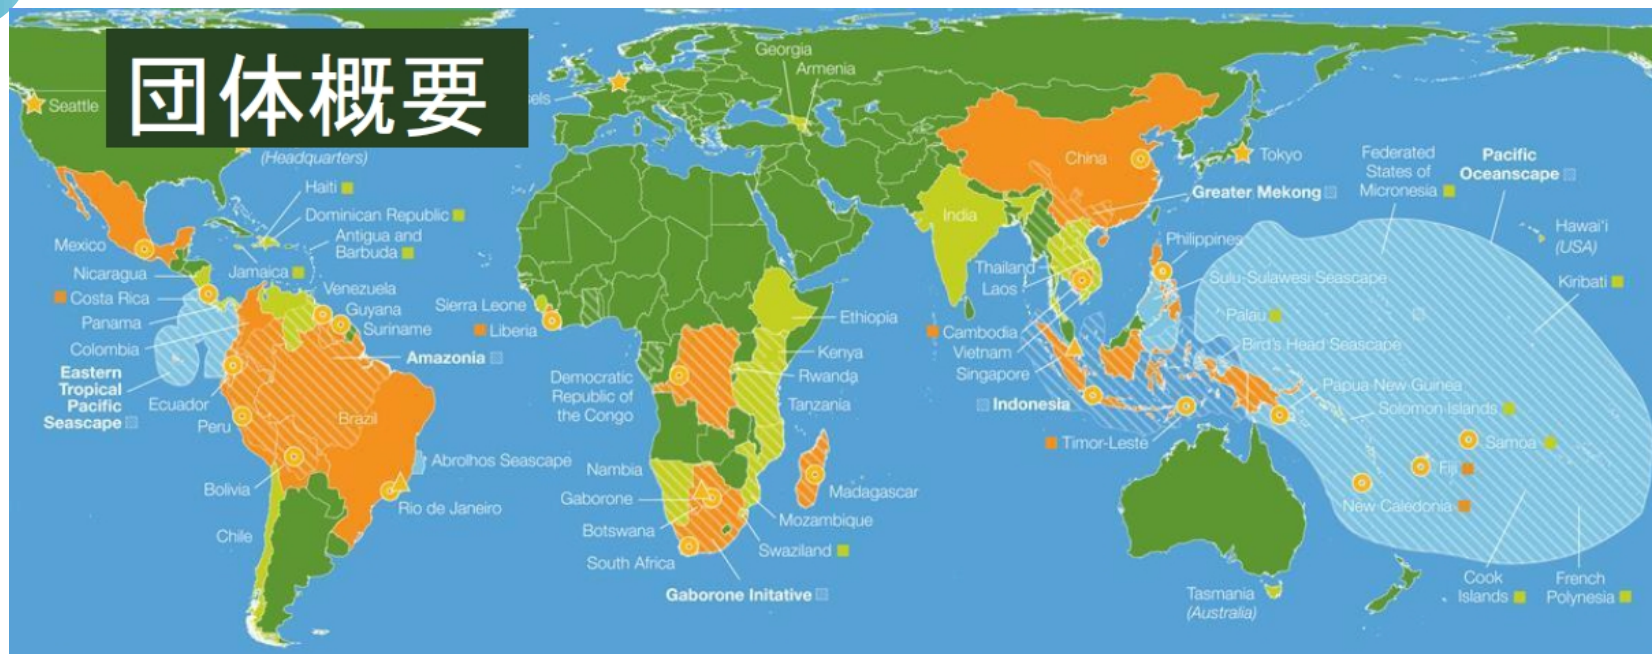 団体概要
Seattle
(Headquarters)
Haiti
Dominican Republic
Antigua and
Barbuda
Mexico
Nicaragua
Jamaica
Venezuela
Costa Rica
Guyana
Panama
Suriname
Colombia
Amazonia
Eastern
Tropical
Pacific
Seascape
Ecuador
Peru
Brazil
Abrolhos Seascape
Bolivia
Rio de Janeiro
Chile
Georgia
Armenia
Sierra Leone
Liberia
Ethiopia
Kenya
Rwanda
Democratic
Republic of
the Congo
Tanzania
Nambia
Gaborone
Madagascar
Botswana
Mozambique
South Africa
Swaziland
Gaborone Initative
China
Tokyo
Greater Mekong
India
Thailand
Laos
Philippines
Sulu-Sulawesi Seascape
Cambodia
Vietnam
Singapore
Indonesia
Timor-Leste
Federated
States of
Micronesia
Pacific
Oceanscape
Hawai'i
(USA)
Kiribati
Palau
Bird's Head Seascape
Papua New Guinea
Solomon Islands
Samoa
Fiji
New Caledonia
Tasmania
(Australia)
Cook
Islands
French
Polynesia